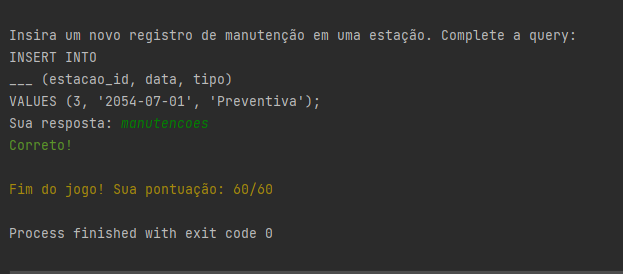 Insira um novo registro de manutenção em uma estação. Complete a query:
INSERT INTO
___ (estacao_id, data, tipo)
VALUES (3, '2054-07-01', 'Preventiva');
Sua resposta: manutencoes
Correto!
Fim do jogo! Sua pontuação: 60/60
Process finished with exit code 0